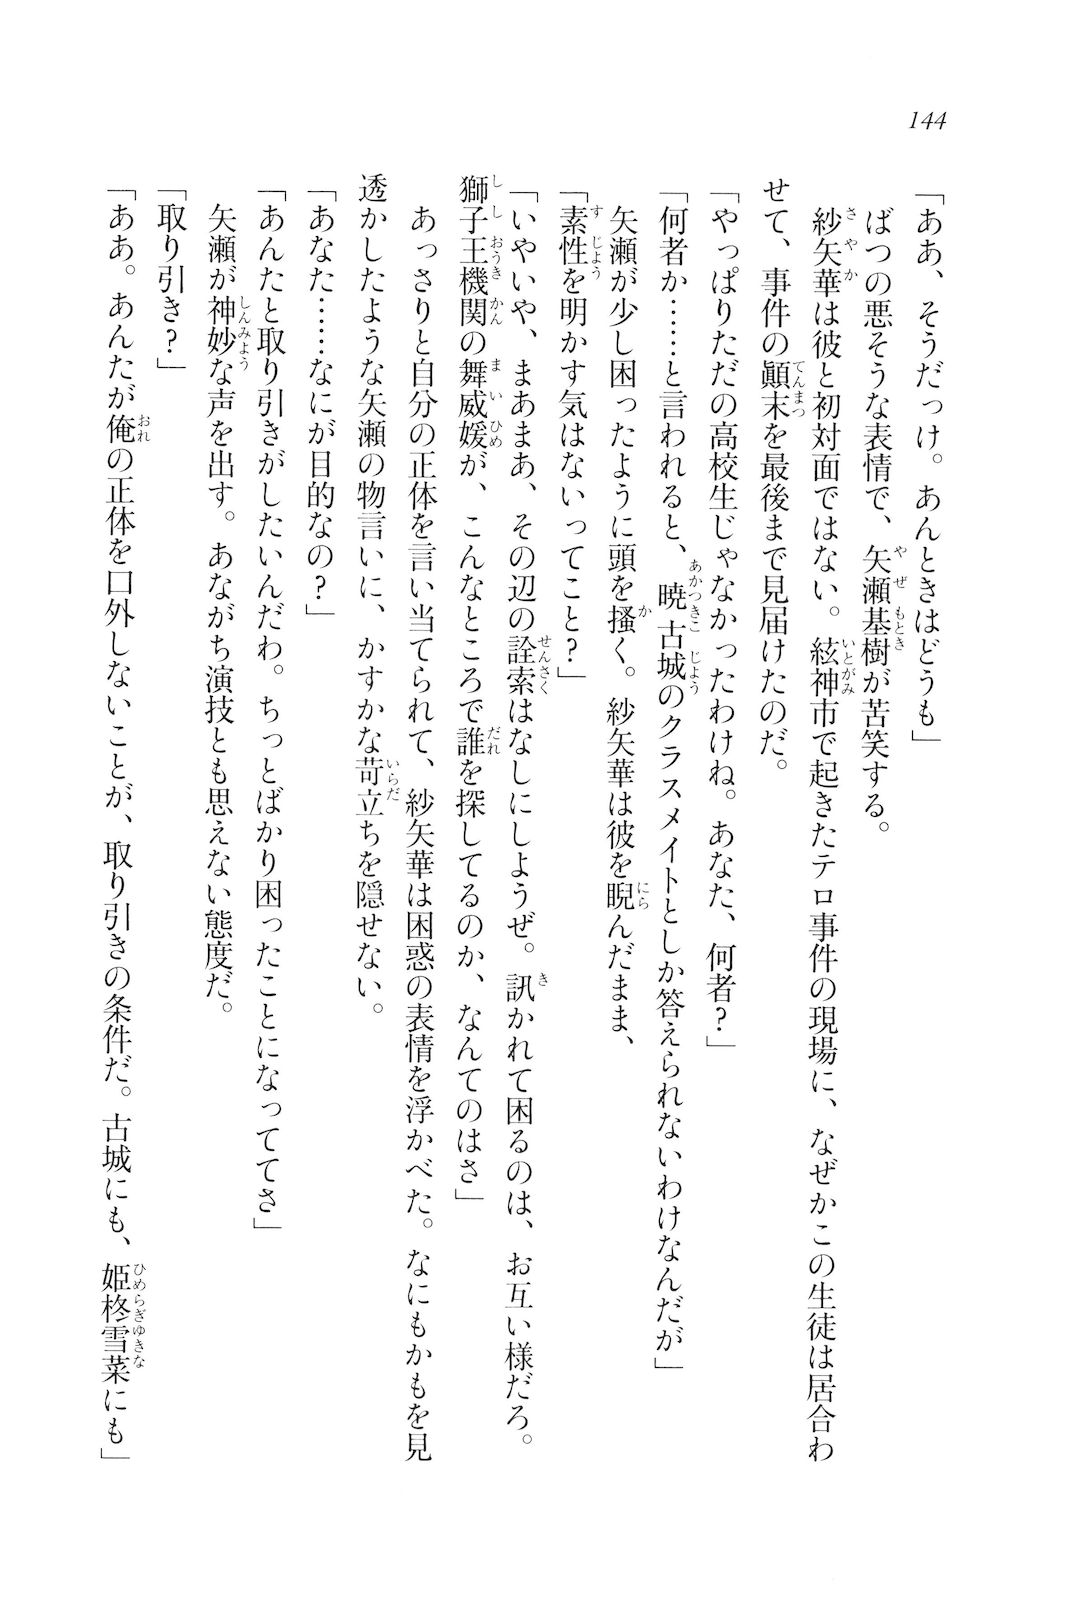 144
「ああ、そうだっけ。あんときはどうも」
ばつの悪そうな表情で、矢瀬基樹が苦笑する。
紗矢華は彼と初対面ではない。絃神市で起きたテロ事件の現場に、なぜかこの生徒は居合わ
せて、事件の顚末を最後まで見届けたのだ。
「やっぱりただの高校生じゃなかったわけね。あなた、何者?」
「何者か……と言われると、暁古城のクラスメイトとしか答えられないわけなんだが」
矢瀬が少し困ったように頭を掻く。紗矢華は彼を睨んだまま、
「素性を明かす気はないってこと?」
「いやいや、まあまあ、その辺の詮索はなしにしようぜ。訊かれて困るのは、お互い様だろ。
獅子王機関の舞威媛が、こんなところで誰を探してるのか、なんてのはさ」
あっさりと自分の正体を言い当てられて、紗矢華は困惑の表情を浮かべた。なにもかもを見
透かしたような矢瀬の物言いに、かすかな苛立ちを隠せない。
「あなた……なにが目的なの?」
「あんたと取り引きがしたいんだわ。ちっとばかり困ったことになっててさ」
矢瀬が神妙な声を出す。あながち演技とも思えない態度だ。
「取り引き?」
「ああ。あんたが俺の正体を口外しないことが、取り引きの条件だ。古城にも、姫柊雪菜にも」